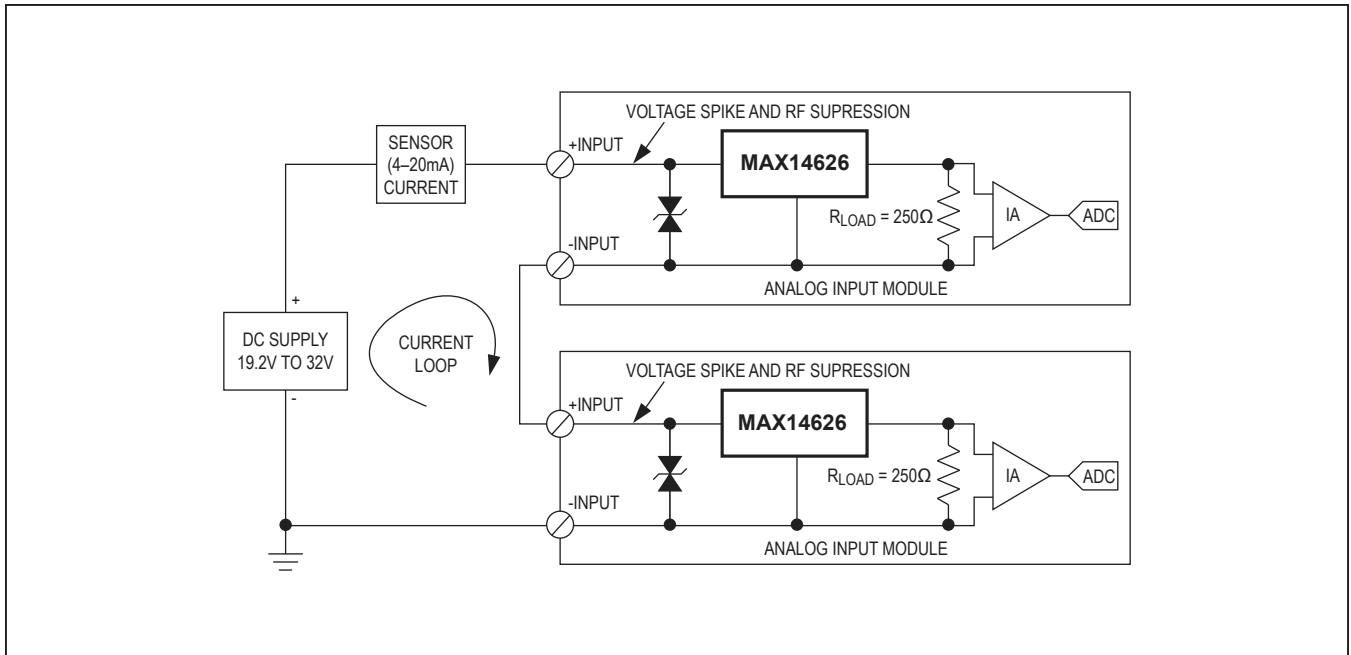 VOLTAGE SPIKE AND RF SUPRESSION
SENSOR
(4–20mA)
CURRENT
+INPUT
MAX14626
RLOAD = 250Ω
IA
ADC
-INPUT
ANALOG INPUT MODULE
+
DC SUPPLY
19.2V TO 32V
-
CURRENT
LOOP
VOLTAGE SPIKE AND RF SUPRESSION
+INPUT
MAX14626
RLOAD = 250Ω
IA
ADC
-INPUT
ANALOG INPUT MODULE